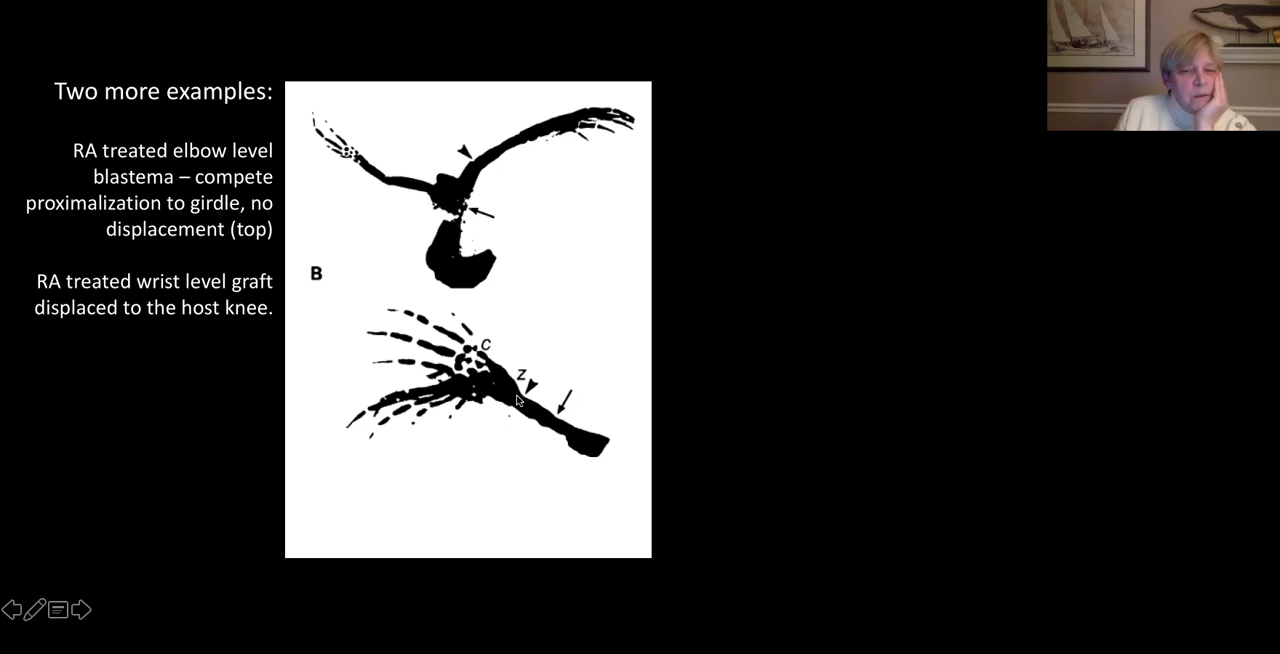 Two more examples:
RA treated elbow level
blastema – compete
proximalization to girdle, no
displacement (top)
RA treated wrist level graft
displaced to the host knee.
B
C
Z